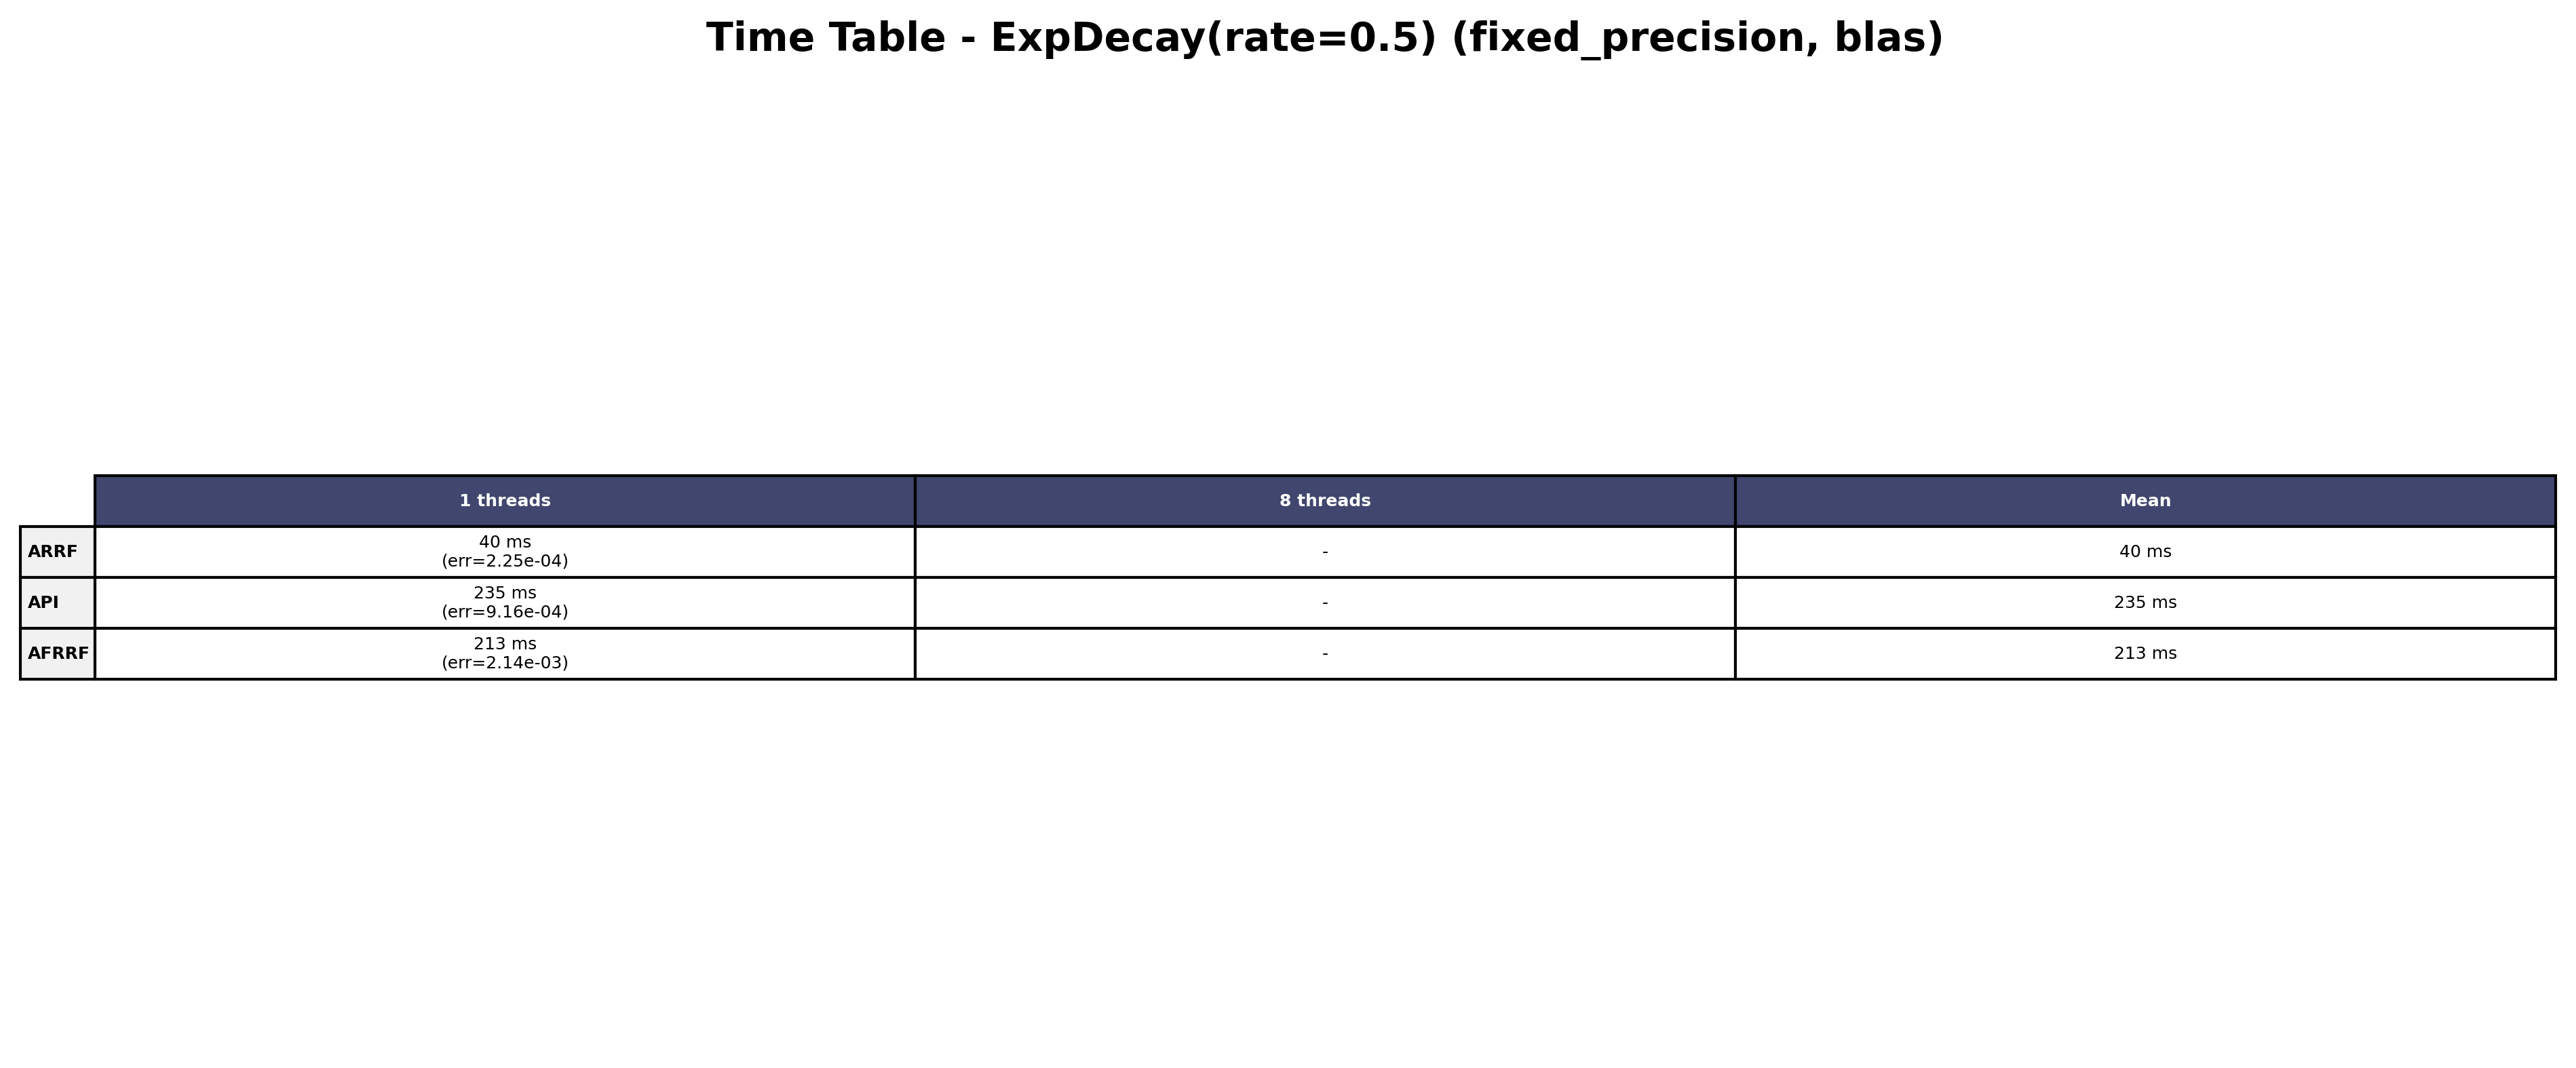 Time Table - ExpDecay(rate=0.5) (fixed_precision, blas)
1 threads 8 threads Mean
ARRF 40 ms (err=2.25e-04) - 40 ms
API 235 ms (err=9.16e-04) - 235 ms
AFRRF 213 ms (err=2.14e-03) - 213 ms